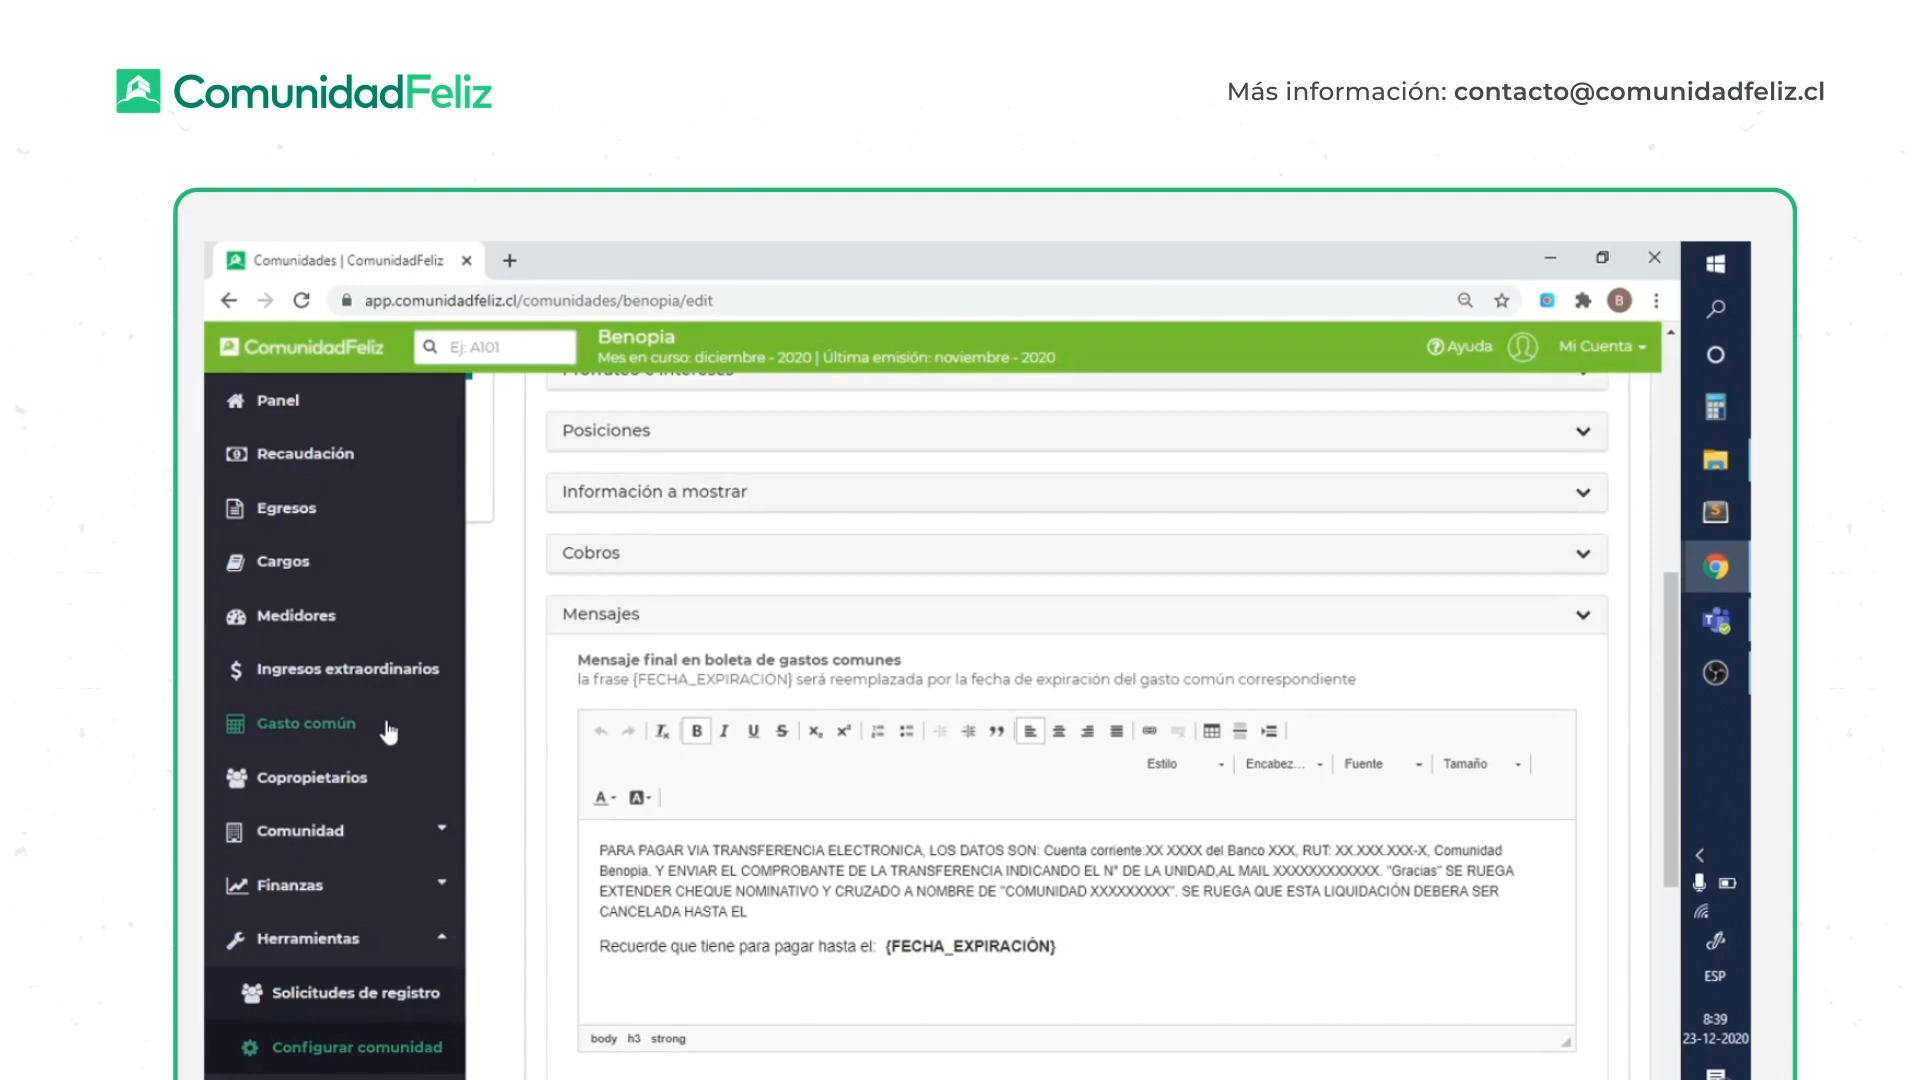 ComunidadFeliz
Más información: contacto@comunidadfeliz.cl
Comunidades | ComunidadFeliz
app.comunidadfeliz.cl/comunidades/benopia/edit
B
ComunidadFeliz
Ej: A101
Benopia
Mes en curso: diciembre - 2020 | Última emisión: noviembre - 2020
Ayuda
Mi Cuenta
Panel
Recaudación
Egresos
Cargos
Medidores
Ingresos extraordinarios
Gasto común
Copropietarios
Comunidad
Finanzas
Herramientas
Solicitudes de registro
Configurar comunidad
Posiciones
Información a mostrar
Cobros
Mensajes
Mensaje final en boleta de gastos comunes
la frase {FECHA_EXPIRACIÓN} será reemplazada por la fecha de expiración del gasto común correspondiente
Estilo
Encabez...
Fuente
Tamaño
PARA PAGAR VIA TRANSFERENCIA ELECTRONICA, LOS DATOS SON: Cuenta corriente:XX XXXX del Banco XXX, RUT: XX.XXX.XXX-X, Comunidad
Benopia. Y ENVIAR EL COMPROBANTE DE LA TRANSFERENCIA INDICANDO EL N° DE LA UNIDAD,AL MAIL XXXXXXXXXXXX. "Gracias" SE RUEGA
EXTENDER CHEQUE NOMINATIVO Y CRUZADO A NOMBRE DE "COMUNIDAD XXXXXXXXX". SE RUEGA QUE ESTA LIQUIDACIÓN DEBERA SER
CANCELADA HASTA EL
Recuerde que tiene para pagar hasta el: {FECHA_EXPIRACIÓN}
body h3 strong
ESP
8:39
23-12-2020